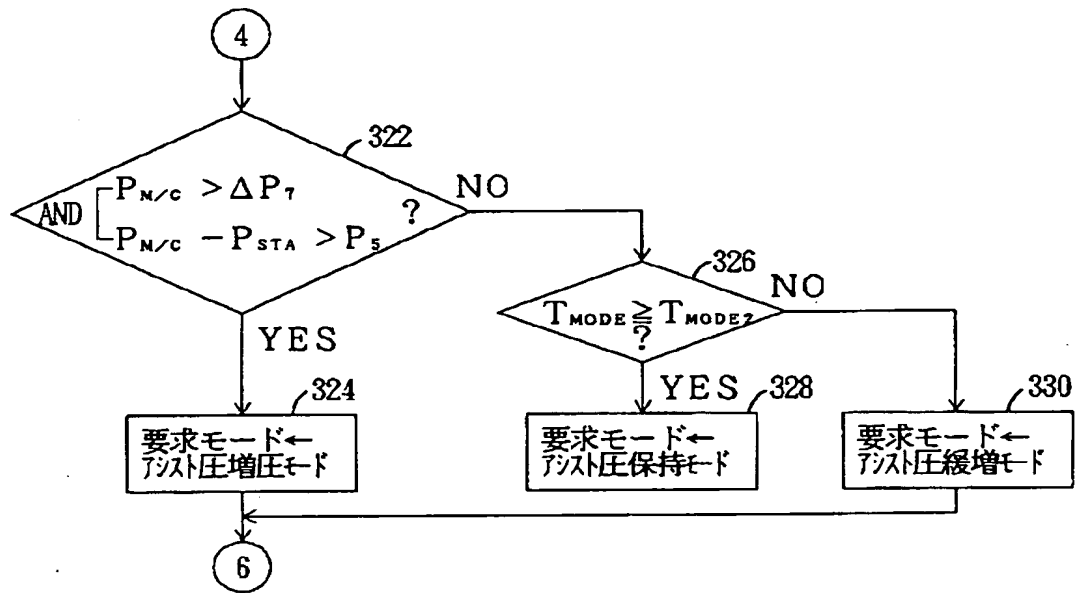 4
322
AND P_M/C > ΔP_7
P_M/C − P_STA > P_5 ?
NO
YES
326
T_MODE ≧ T_MODE7
?
NO
YES
324
要求モード←
アシスト圧増圧モード
328
要求モード←
アシスト圧保持モード
330
要求モード←
アシスト圧緩増モード
6